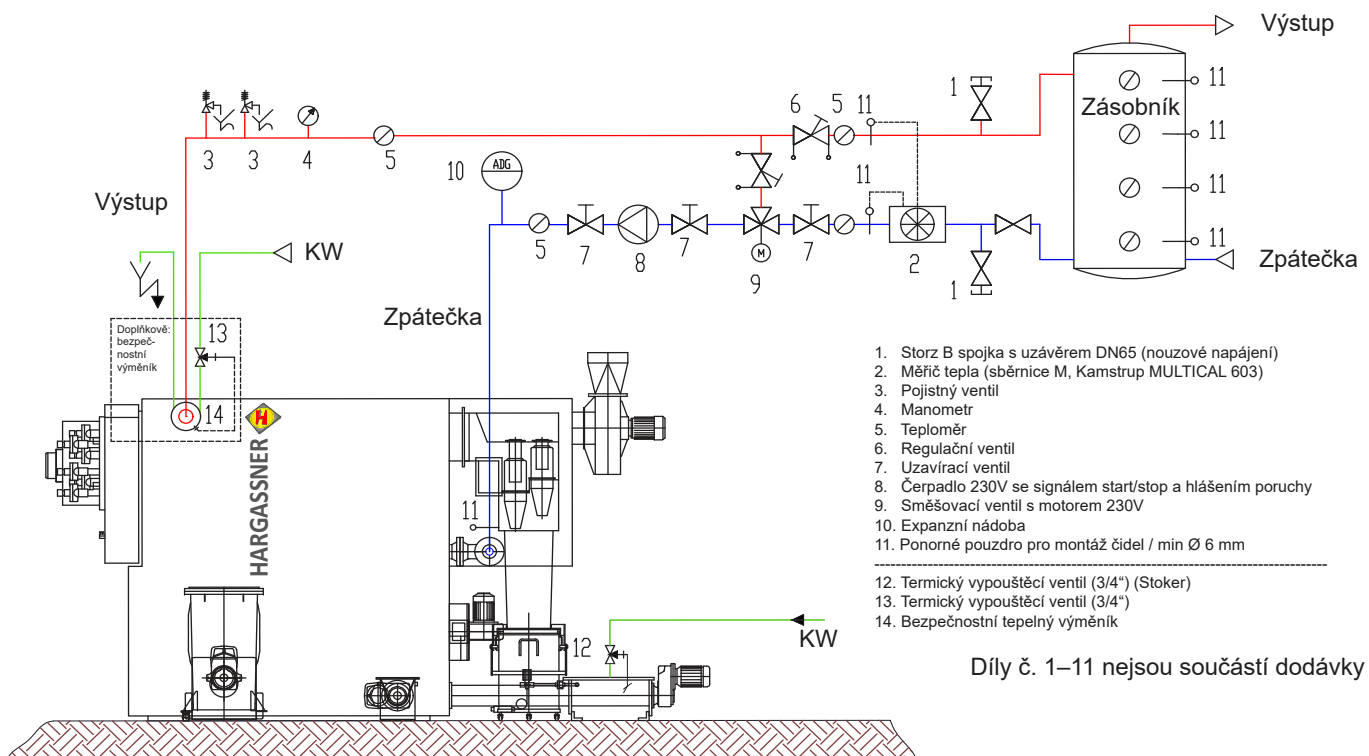 Výstup
11
1
6
5
11
Zásobník
3
3
4
5
11
ADG
10
11
11
Výstup
KW
5
7
8
7
M
9
7
2
11
1
Zpátečka
Zpátečka
Doplňkově:
bezpeč-
nostní
výměník
13
14
H
HARGASSNER
11
12
KW
1. Storz B spojka s uzávěrem DN65 (nouzové napájení)
2. Měřič tepla (sběrnice M, Kamstrup MULTICAL 603)
3. Pojistný ventil
4. Manometr
5. Teploměr
6. Regulační ventil
7. Uzavírací ventil
8. Čerpadlo 230V se signálem start/stop a hlášením poruchy
9. Směšovací ventil s motorem 230V
10. Expanzní nádoba
11. Ponorné pouzdro pro montáž čidel / min Ø 6 mm
12. Termický vypouštěcí ventil (3/4“) (Stoker)
13. Termický vypouštěcí ventil (3/4“)
14. Bezpečnostní tepelný výměník
Díly č. 1–11 nejsou součástí dodávky